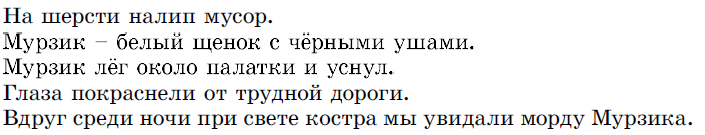 На шерсти налип мусор.
Мурзик – белый щенок с чёрными ушами.
Мурзик лёг около палатки и уснул.
Глаза покраснели от трудной дороги.
Вдруг среди ночи при свете костра мы увидали морду Мурзика.